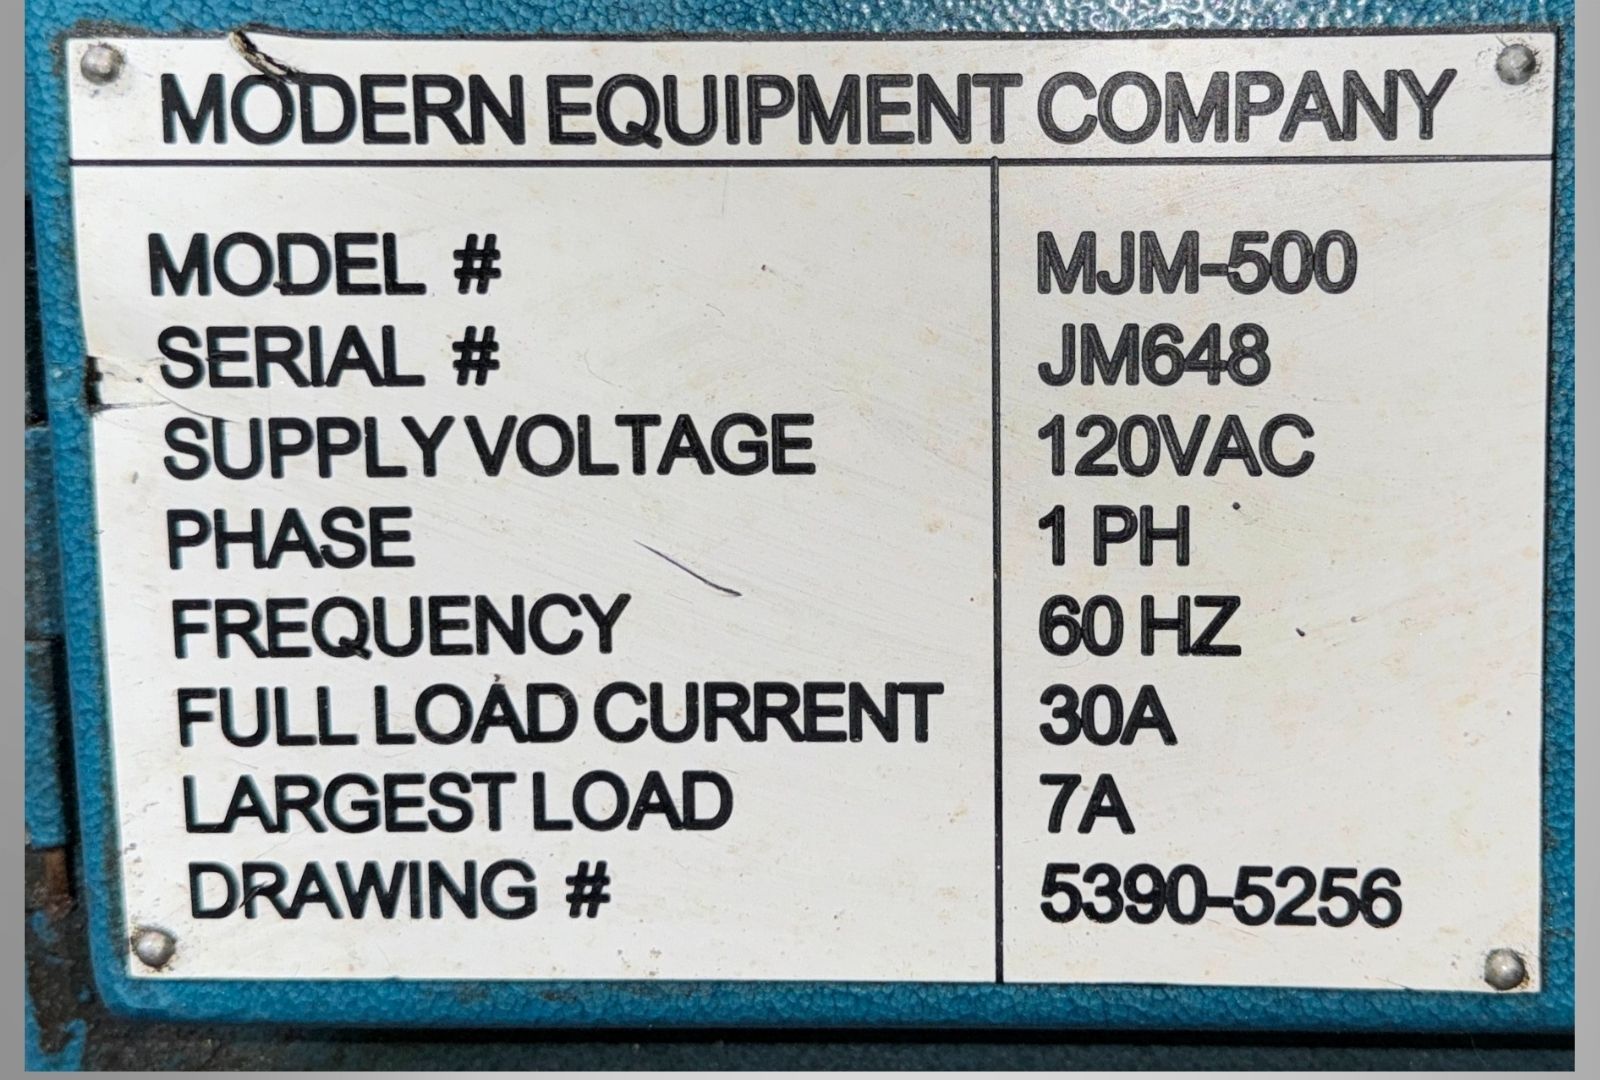 MODERN EQUIPMENT COMPANY
MODEL # MJM-500
SERIAL # JM648
SUPPLY VOLTAGE 120VAC
PHASE 1 PH
FREQUENCY 60 HZ
FULL LOAD CURRENT 30A
LARGEST LOAD 7A
DRAWING # 5390-5256